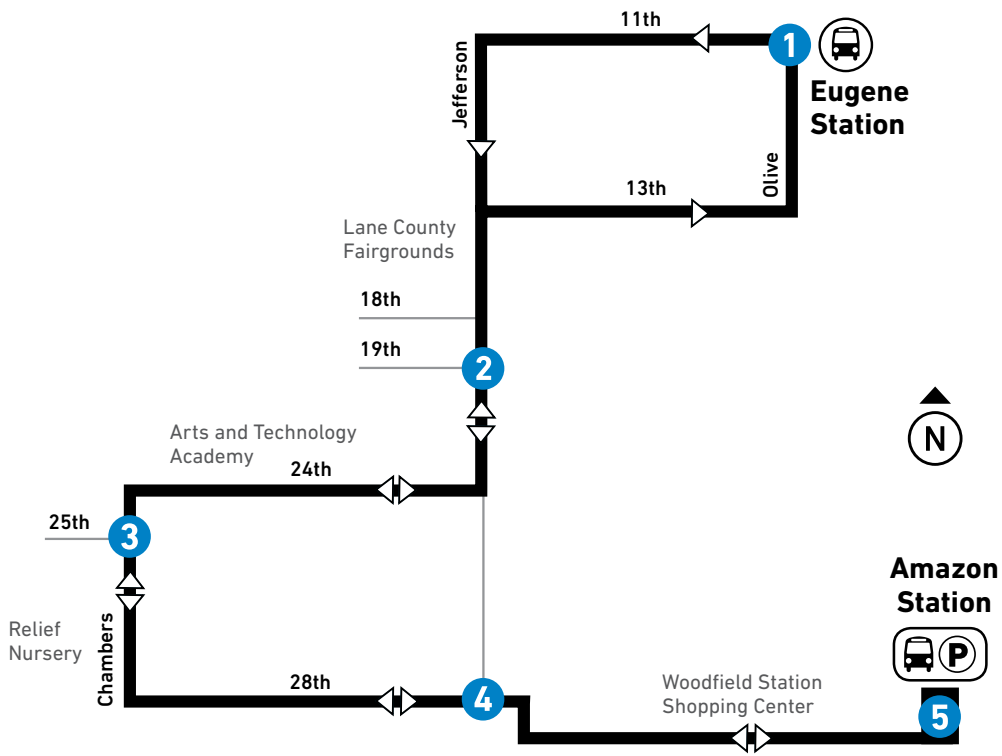 11th
1
Eugene
Station
Jefferson
Olive
13th
Lane County
Fairgrounds
18th
19th
2
N
Arts and Technology
Academy
24th
25th
3
Amazon
Station
P
Relief
Nursery
Chambers
28th
4
Woodfield Station
Shopping Center
5